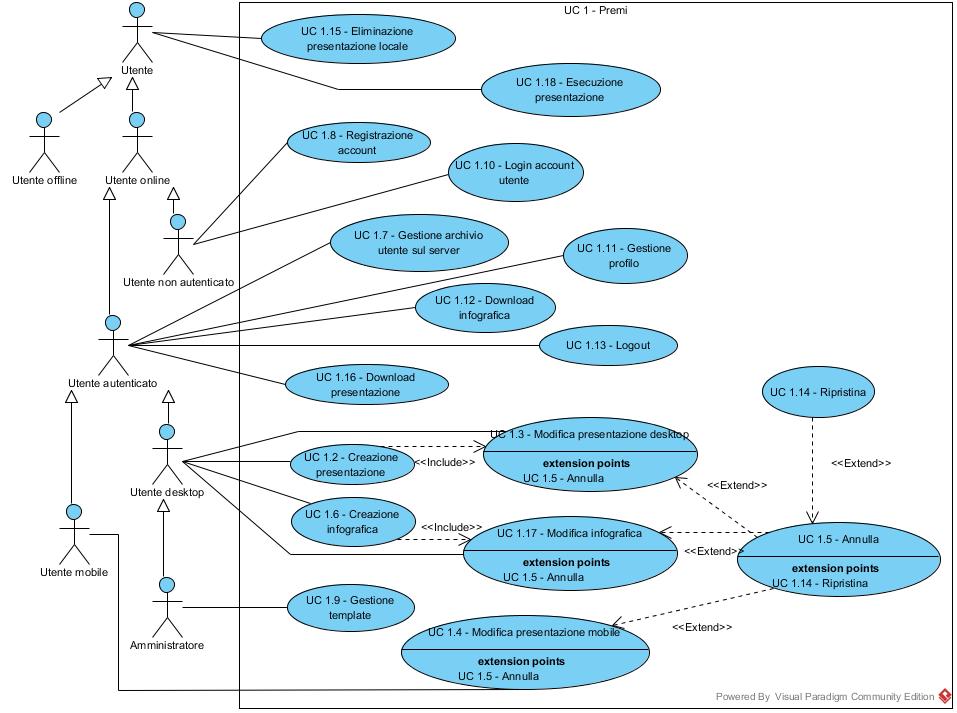 UC 1 - Premi
UC 1.15 - Eliminazione
presentazione locale
Utente
UC 1.18 - Esecuzione
presentazione
UC 1.8 - Registrazione
account
Utente offline
Utente online
UC 1.10 - Login account
utente
UC 1.7 - Gestione archivio
utente sul server
UC 1.11 - Gestione
profilo
Utente non autenticato
UC 1.12 - Download
infografica
UC 1.13 - Logout
Utente autenticato
UC 1.16 - Download
presentazione
UC 1.14 - Ripristina
UC 1.3 - Modifica presentazione desktop
extension points
UC 1.5 - Annulla
UC 1.2 - Creazione
presentazione
<<Include>>
<<Extend>>
<<Extend>>
Utente desktop
UC 1.6 - Creazione
infografica
<<Include>>
UC 1.17 - Modifica infografica
extension points
UC 1.5 - Annulla
<<Extend>>
UC 1.5 - Annulla
extension points
UC 1.14 - Ripristina
Utente mobile
UC 1.9 - Gestione
template
Amministratore
<<Extend>>
UC 1.4 - Modifica presentazione mobile
extension points
UC 1.5 - Annulla
Powered By Visual Paradigm Community Edition